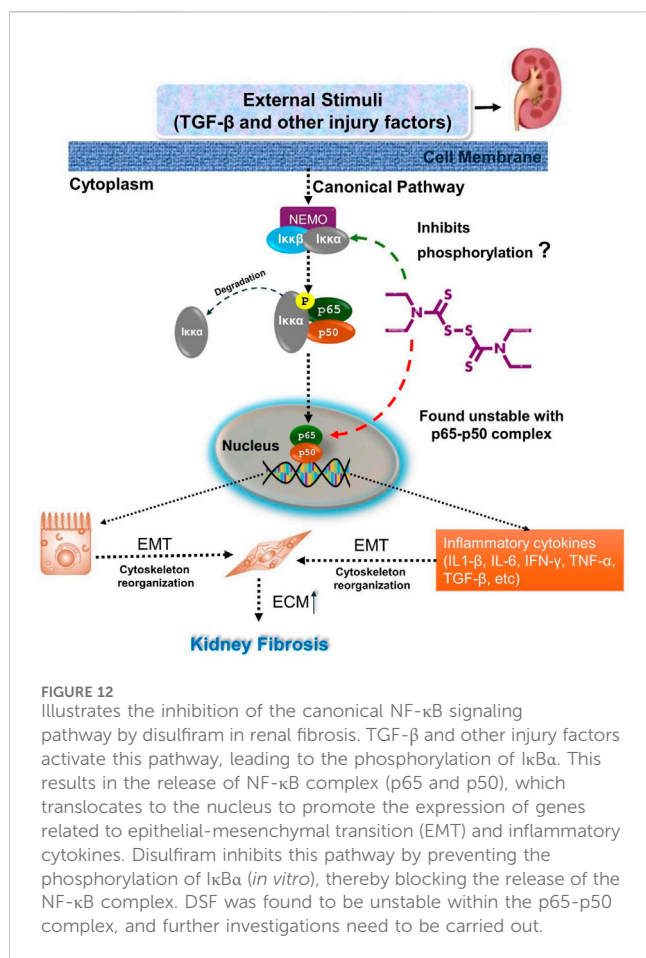 External Stimuli
(TGF-β and other injury factors)
Cell Membrane
Cytoplasm
Canonical Pathway
NEMO
Iκκβ
Iκκα
Inhibits
phosphorylation ?
Degradation
P
p65
Iκκα
p50
Iκκα
N
S
S-S
S
N
Found unstable with
p65-p50 complex
Nucleus
p65
p50
EMT
Cytoskeleton
reorganization
EMT
Cytoskeleton
reorganization
Inflammatory cytokines
(IL1-β, IL-6, IFN-γ, TNF-α,
TGF-β, etc)
ECM
Kidney Fibrosis
FIGURE 12
Illustrates the inhibition of the canonical NF-κB signaling
pathway by disulfiram in renal fibrosis. TGF-β and other injury factors
activate this pathway, leading to the phosphorylation of IκBα. This
results in the release of NF-κB complex (p65 and p50), which
translocates to the nucleus to promote the expression of genes
related to epithelial-mesenchymal transition (EMT) and inflammatory
cytokines. Disulfiram inhibits this pathway by preventing the
phosphorylation of IκBα (in vitro), thereby blocking the release of the
NF-κB complex. DSF was found to be unstable within the p65-p50
complex, and further investigations need to be carried out.